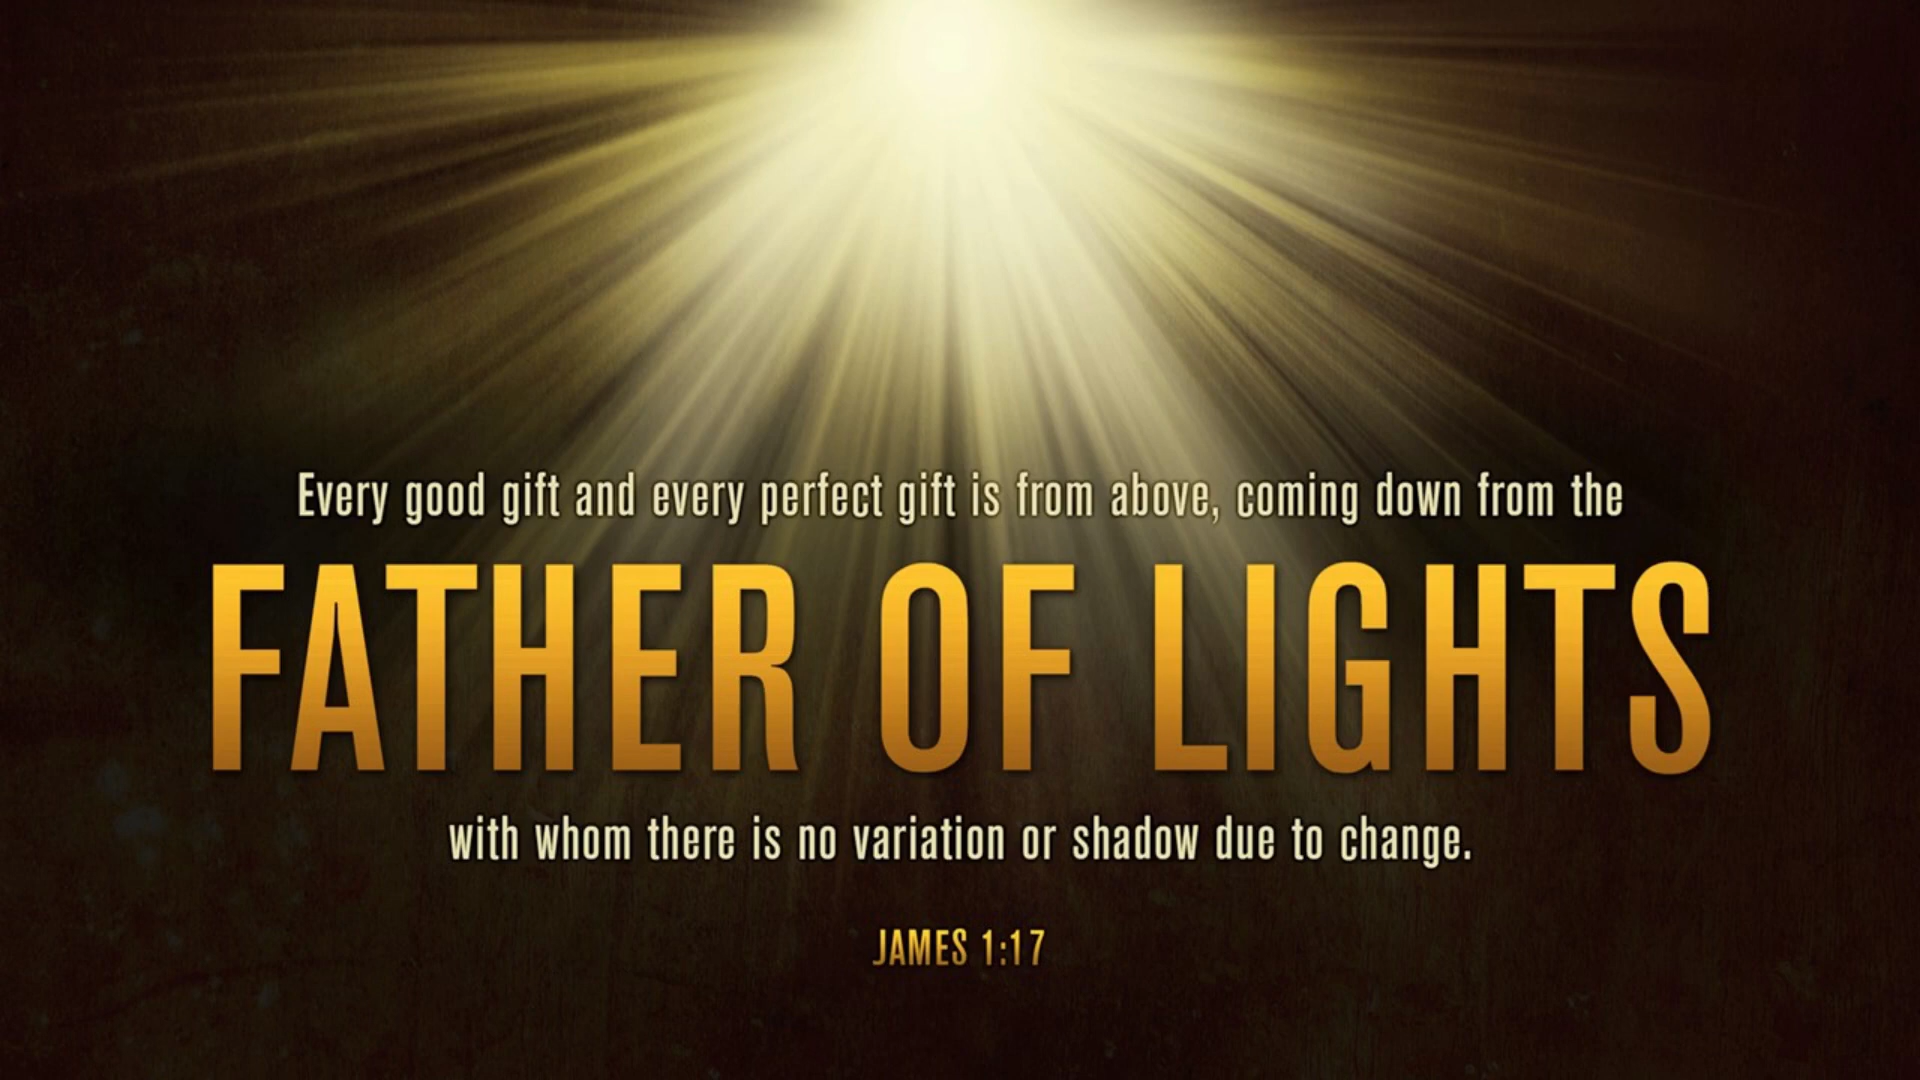 Every good gift and every perfect gift is from above, coming down from the
FATHER OF LIGHTS
with whom there is no variation or shadow due to change.
JAMES 1:17